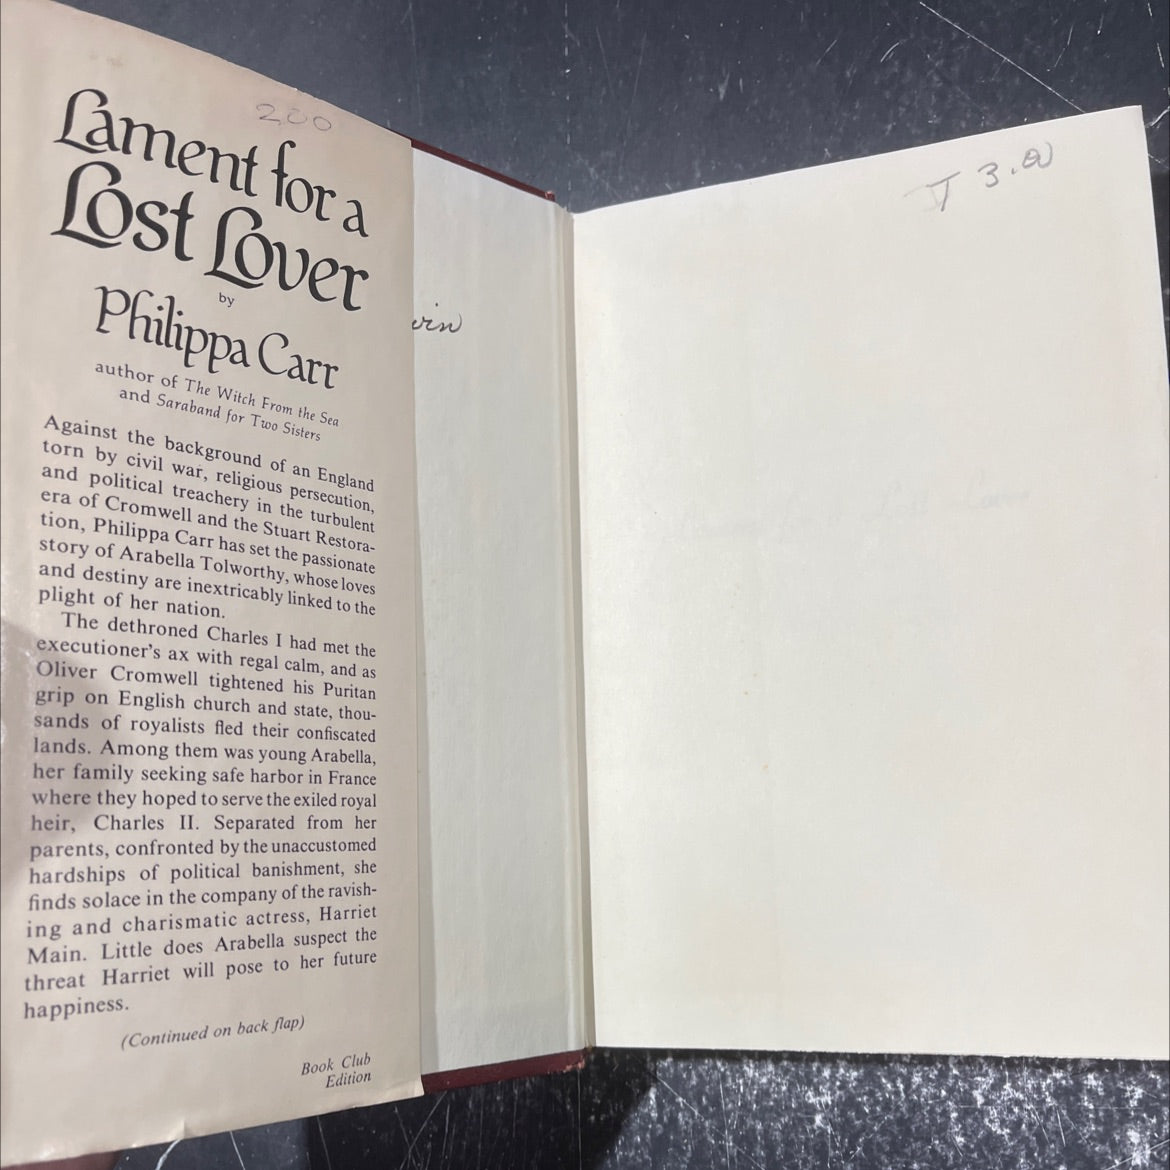 200
Lament for a
Lost Lover
by
Philippa Carr
author of The Witch From the Sea
and Saraband for Two Sisters
Against the background of an England
torn by civil war, religious persecution,
and political treachery in the turbulent
era of Cromwell and the Stuart Restora-
tion, Philippa Carr has set the passionate
story of Arabella Tolworthy, whose loves
and destiny are inextricably linked to the
plight of her nation.
The dethroned Charles I had met the
executioner's ax with regal calm, and as
Oliver Cromwell tightened his Puritan
grip on English church and state, thou-
sands of royalists fled their confiscated
lands. Among them was young Arabella,
her family seeking safe harbor in France
where they hoped to serve the exiled royal
heir, Charles II. Separated from her
parents, confronted by the unaccustomed
hardships of political banishment, she
finds solace in the company of the ravish-
ing and charismatic actress, Harriet
Main. Little does Arabella suspect the
threat Harriet will pose to her future
happiness.
(Continued on back flap)
Book Club
Edition